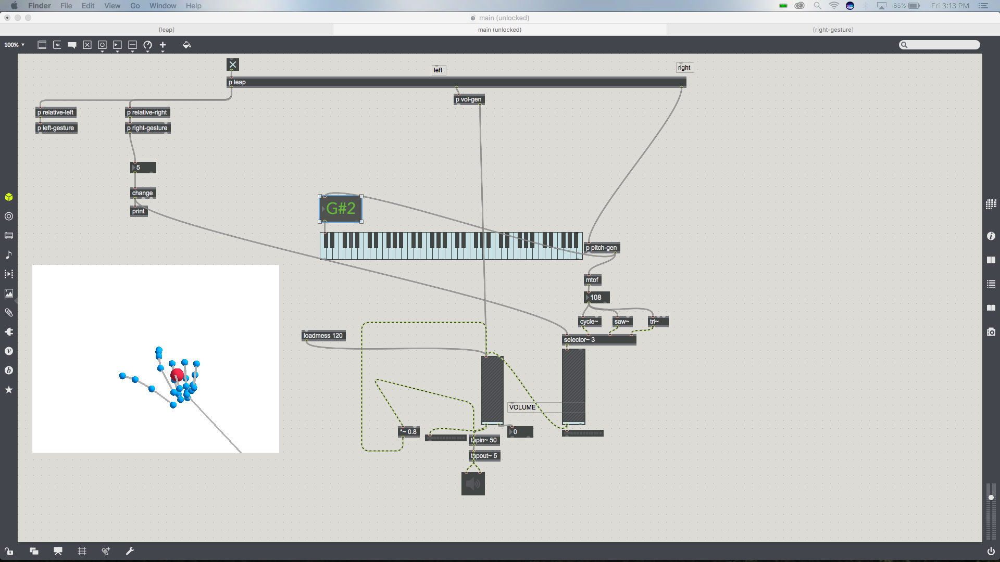 Finder File Edit View Go Window Help 85% Fri 3:13 PM
main (unlocked)
[leap] main (unlocked) [right-gesture]
100%
left
right
p leap
p vol-gen
p relative-left
p relative-right
p left-gesture
p right-gesture
5
change
print
G#2
p pitch-gen
mtof
108
cycle~
saw~
tri~
loadmess 120
selector~ 3
VOLUME
*~ 0.8
0
tapin~ 50
tapout~ 5